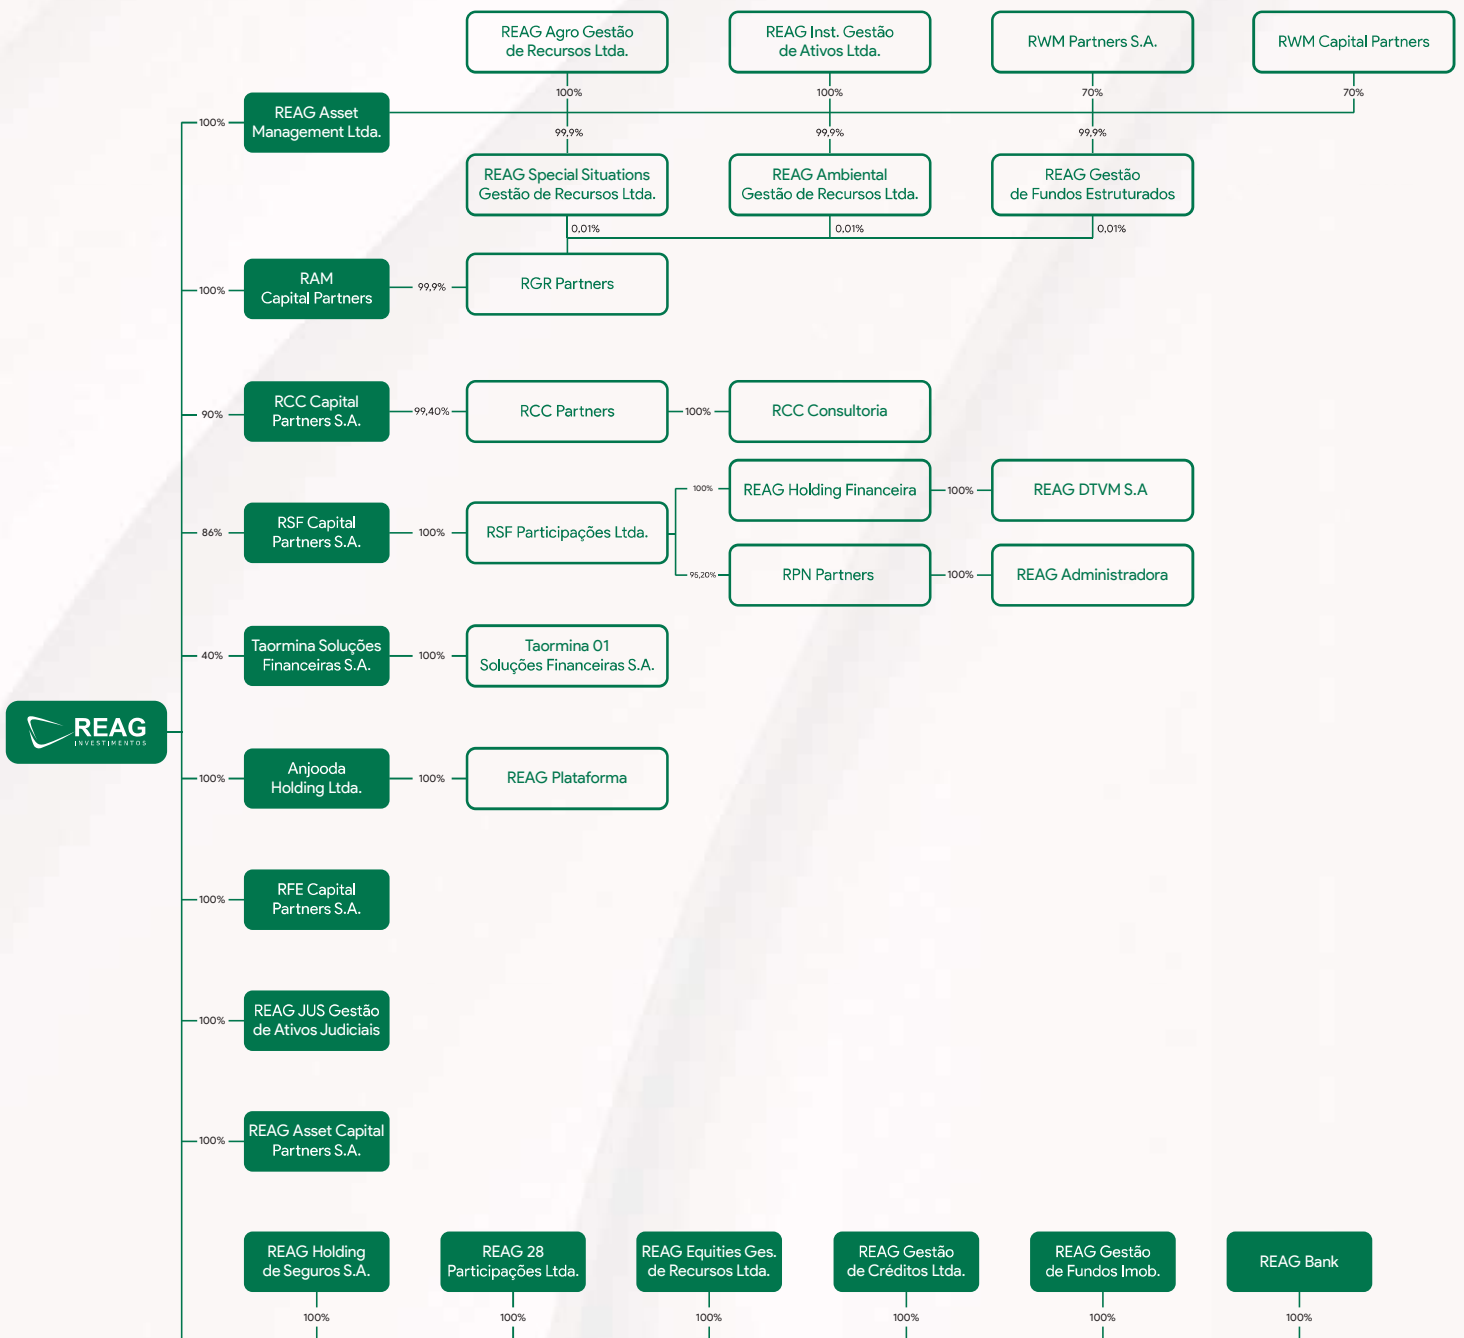 REAG Agro Gestão
de Recursos Ltda.
REAG Inst. Gestão
de Ativos Ltda.
RWM Partners S.A.
RWM Capital Partners
100%
100%
70%
70%
100%
REAG Asset
Management Ltda.
99,9%
99,9%
99,9%
REAG Special Situations
Gestão de Recursos Ltda.
REAG Ambiental
Gestão de Recursos Ltda.
REAG Gestão
de Fundos Estruturados
0,01%
0,01%
0,01%
100%
RAM
Capital Partners
99,9%
RGR Partners
90%
RCC Capital
Partners S.A.
99,40%
RCC Partners
100%
RCC Consultoria
86%
RSF Capital
Partners S.A.
100%
RSF Participações Ltda.
100%
REAG Holding Financeira
100%
REAG DTVM S.A
95,20%
RPN Partners
100%
REAG Administradora
40%
Taormina Soluções
Financeiras S.A.
100%
Taormina 01
Soluções Financeiras S.A.
REAG
INVESTIMENTOS
100%
Anjooda
Holding Ltda.
100%
REAG Plataforma
100%
RFE Capital
Partners S.A.
100%
REAG JUS Gestão
de Ativos Judiciais
100%
REAG Asset Capital
Partners S.A.
REAG Holding
de Seguros S.A.
REAG 28
Participações Ltda.
REAG Equities Ges.
de Recursos Ltda.
REAG Gestão
de Créditos Ltda.
REAG Gestão
de Fundos Imob.
REAG Bank
100%
100%
100%
100%
100%
100%